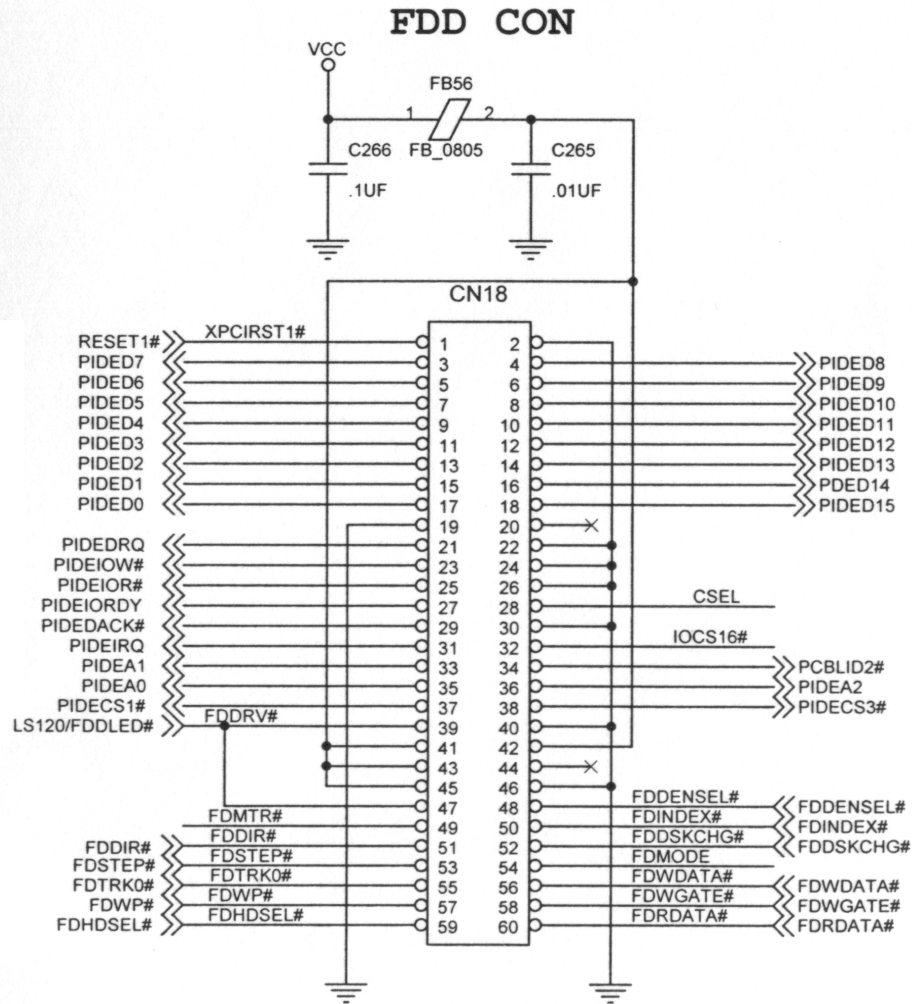 FDD CON
VCC
FB56
1 2
C266 FB_0805 C265
.1UF .01UF
CN18
RESET1# XPCIRST1# 1 2
PIDED7 3 4 PIDED8
PIDED6 5 6 PIDED9
PIDED5 7 8 PIDED10
PIDED4 9 10 PIDED11
PIDED3 11 12 PIDED12
PIDED2 13 14 PIDED13
PIDED1 15 16 PDED14
PIDED0 17 18 PIDED15
19 20
PIDEDRQ 21 22
PIDEIOW# 23 24
PIDEIOR# 25 26
PIDEIORDY 27 28 CSEL
PIDEDACK# 29 30
PIDEIRQ 31 32 IOCS16#
PIDEA1 33 34 PCBLID2#
PIDEA0 35 36 PIDEA2
PIDECS1# 37 38 PIDECS3#
LS120/FDDLED# FDDRV# 39 40
41 42
43 44
45 46
47 48 FDDENSEL# FDDENSEL#
FDMTR# 49 50 FDINDEX# FDINDEX#
FDDIR# FDDIR# 51 52 FDDSKCHG# FDDSKCHG#
FDSTEP# FDSTEP# 53 54 FDMODE
FDTRK0# FDTRK0# 55 56 FDWDATA# FDWDATA#
FDWP# FDWP# 57 58 FDWGATE# FDWGATE#
FDHDSEL# FDHDSEL# 59 60 FDRDATA# FDRDATA#